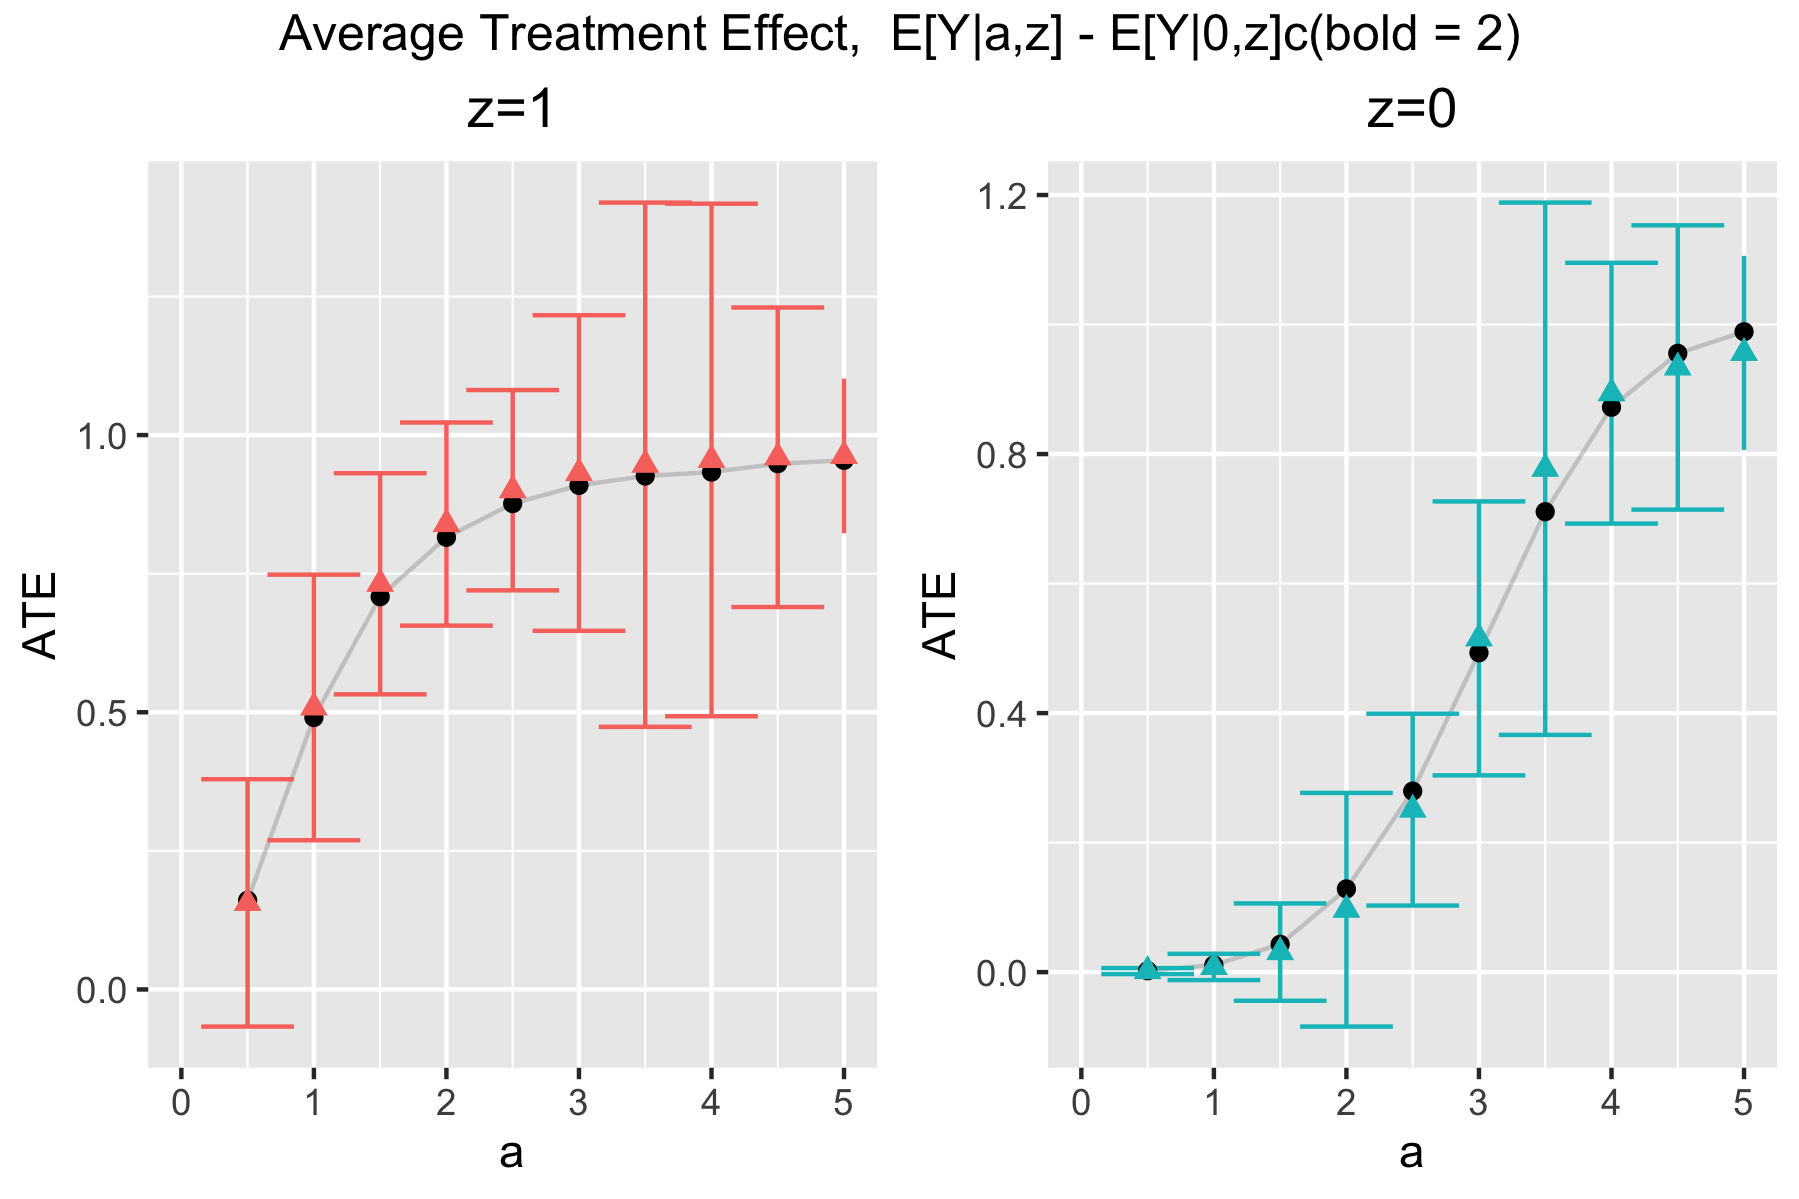 Average Treatment Effect,  E[Y|a,z] - E[Y|0,z]c(bold = 2)
z=1
ATE
1.0
0.5
0.0
0 1 2 3 4 5
a
z=0
ATE
1.2
0.8
0.4
0.0
0 1 2 3 4 5
a